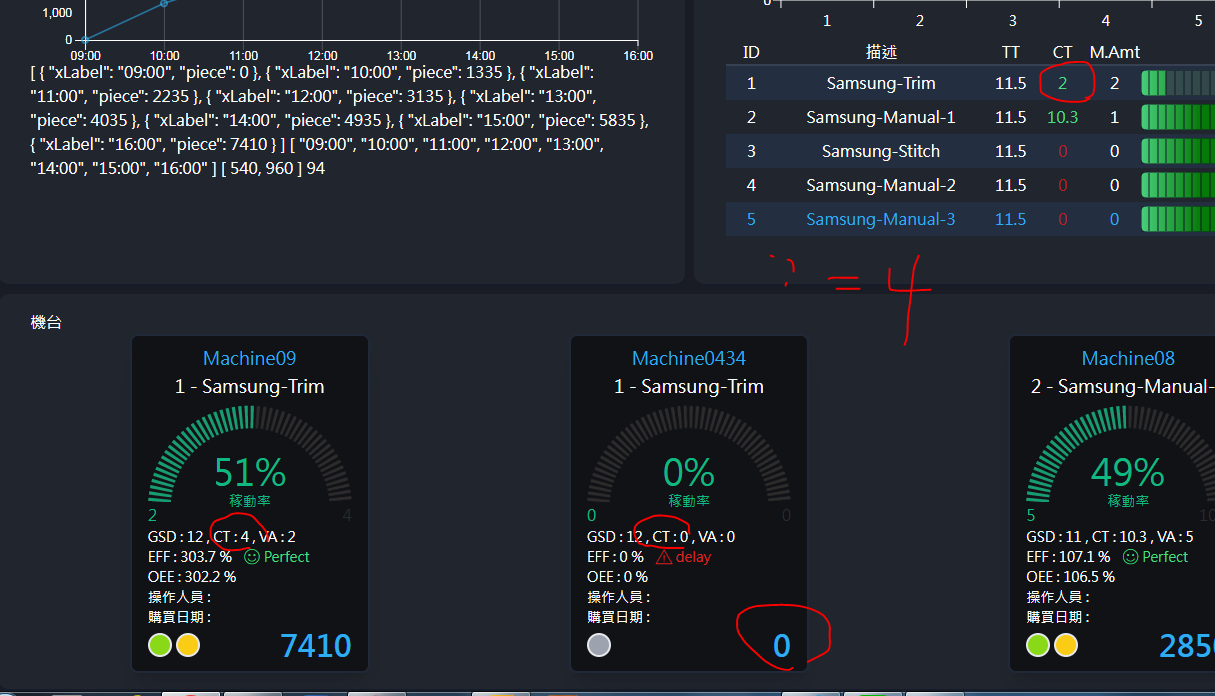 1,000
0
0
09:00 10:00 11:00 12:00 13:00 14:00 15:00 16:00
[ { "xLabel": "09:00", "piece": 0 }, { "xLabel": "10:00", "piece": 1335 }, { "xLabel":
"11:00", "piece": 2235 }, { "xLabel": "12:00", "piece": 3135 }, { "xLabel": "13:00",
"piece": 4035 }, { "xLabel": "14:00", "piece": 4935 }, { "xLabel": "15:00", "piece": 5835 },
{ "xLabel": "16:00", "piece": 7410 } ] [ "09:00", "10:00", "11:00", "12:00", "13:00",
"14:00", "15:00", "16:00" ] [ 540, 960 ] 94
1 2 3 4 5
ID 描述 TT CT M.Amt
1 Samsung-Trim 11.5 2 2
2 Samsung-Manual-1 11.5 10.3 1
3 Samsung-Stitch 11.5 0 0
4 Samsung-Manual-2 11.5 0 0
5 Samsung-Manual-3 11.5 0 0
? = 4
機台
Machine09
1 - Samsung-Trim
51%
稼動率
2 4
GSD : 12 , CT : 4 , VA : 2
EFF : 303.7 % Perfect
OEE : 302.2 %
操作人員 :
購買日期 :
7410
Machine0434
1 - Samsung-Trim
0%
稼動率
0 0
GSD : 12 , CT : 0 , VA : 0
EFF : 0 % delay
OEE : 0 %
操作人員 :
購買日期 :
0
Machine08
2 - Samsung-Manual-
49%
稼動率
5 10
GSD : 11 , CT : 10.3 , VA : 5
EFF : 107.1 % Perfect
OEE : 106.5 %
操作人員 :
購買日期 :
2850